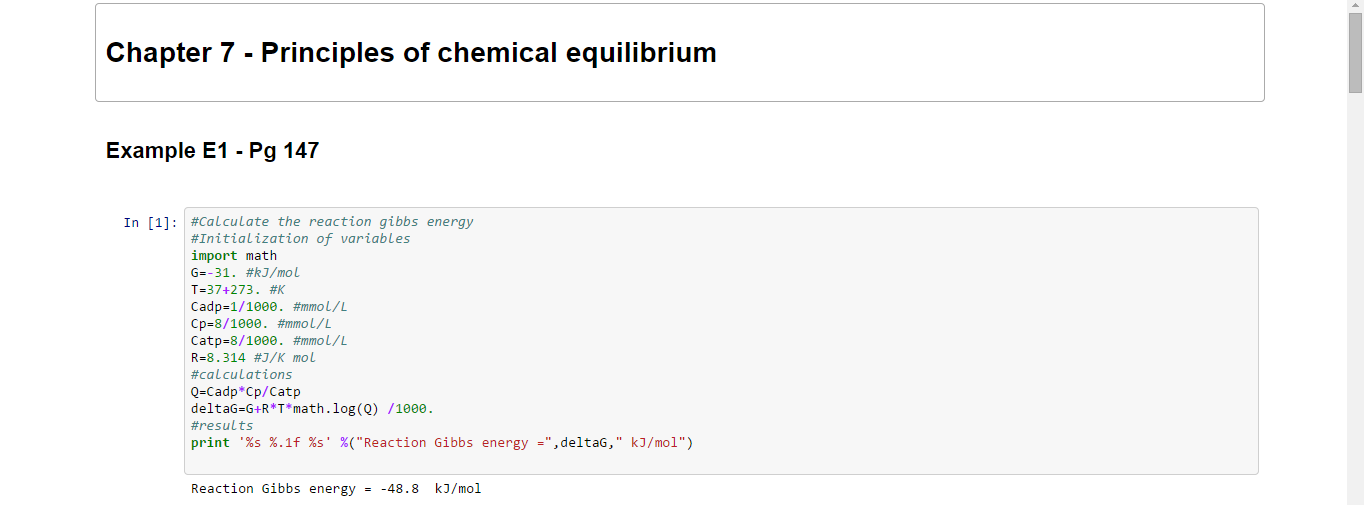 Chapter 7 - Principles of chemical equilibrium
Example E1 - Pg 147
In [1]: #Calculate the reaction gibbs energy
#Initialization of variables
import math
G=-31. #kJ/mol
T=37+273. #K
Cadp=1/1000. #mmol/L
Cp=8/1000. #mmol/L
Catp=8/1000. #mmol/L
R=8.314 #J/K mol
#calculations
Q=Cadp*Cp/Catp
deltaG=G+R*T*math.log(Q) /1000.
#results
print '%s %.1f %s' %("Reaction Gibbs energy =",deltaG," kJ/mol")
Reaction Gibbs energy = -48.8  kJ/mol